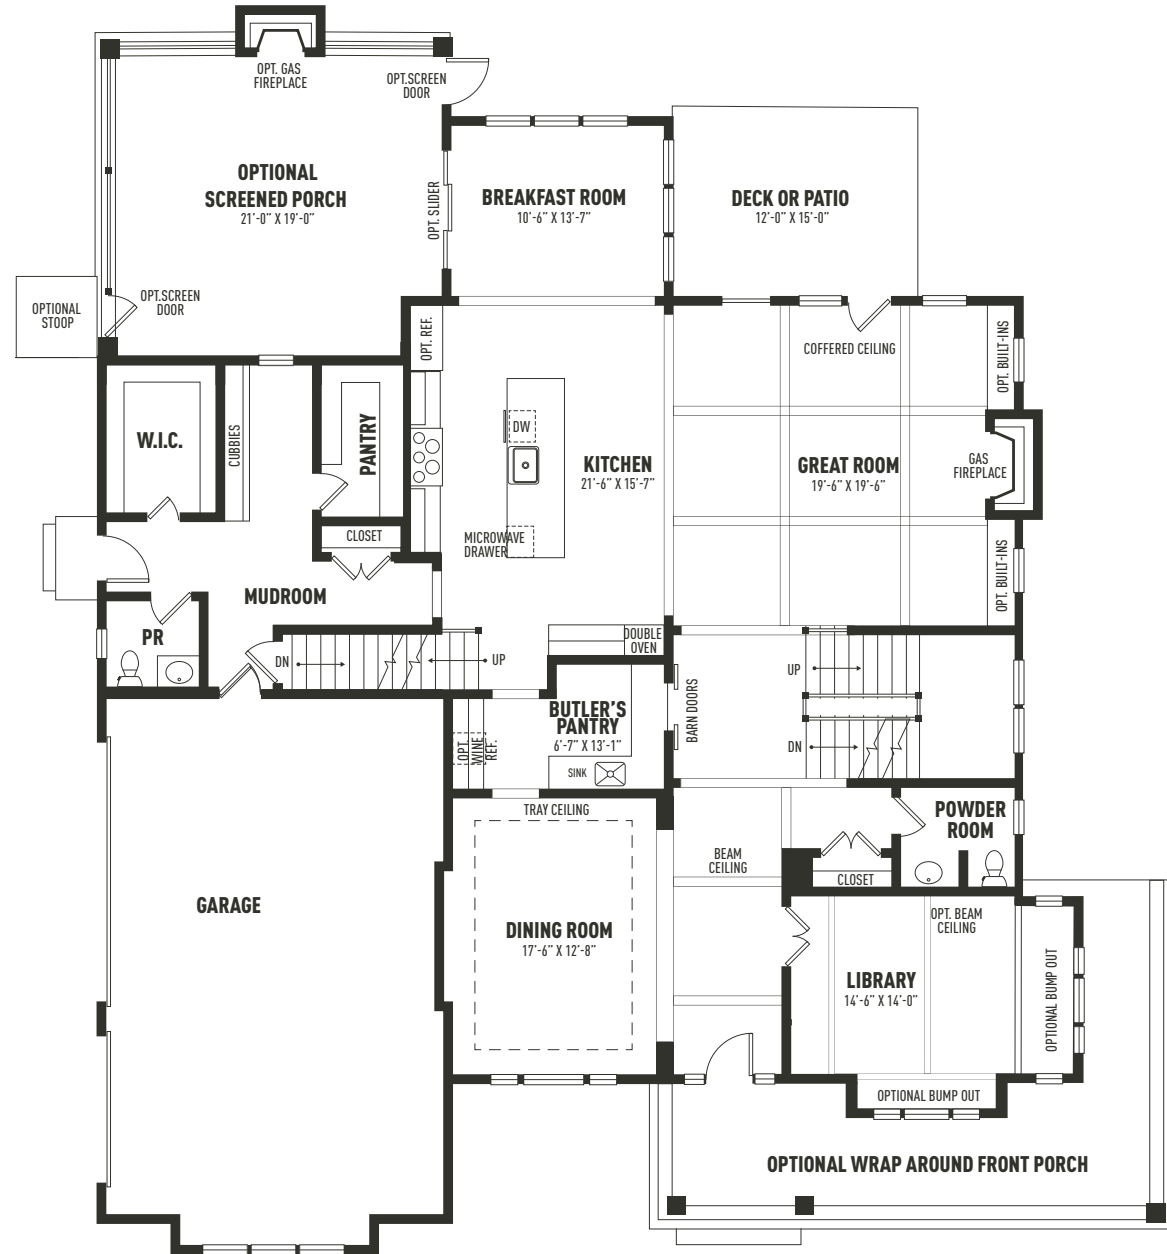 OPT. GAS
FIREPLACE
OPT.SCREEN
DOOR
OPTIONAL
SCREENED PORCH
21'-0" X 19'-0"
OPT. SLIDER
BREAKFAST ROOM
10'-6" X 13'-7"
DECK OR PATIO
12'-0" X 15'-0"
OPTIONAL
STOOP
OPT.SCREEN
DOOR
OPT. REF.
COFFERED CEILING
OPT. BUILT-INS
W.I.C.
CUBBIES
PANTRY
DW
KITCHEN
21'-6" X 15'-7"
GREAT ROOM
19'-6" X 19'-6"
GAS
FIREPLACE
CLOSET
MICROWAVE
DRAWER
OPT. BUILT-INS
MUDROOM
PR
DN
UP
DOUBLE
OVEN
UP
BARN DOORS
BUTLER'S
PANTRY
6'-7" X 13'-1"
OPT.
WINE
REF.
SINK
DN
TRAY CEILING
POWDER
ROOM
BEAM
CEILING
CLOSET
GARAGE
DINING ROOM
17'-6" X 12'-8"
OPT. BEAM
CEILING
LIBRARY
14'-6" X 14'-0"
OPTIONAL BUMP OUT
OPTIONAL BUMP OUT
OPTIONAL WRAP AROUND FRONT PORCH